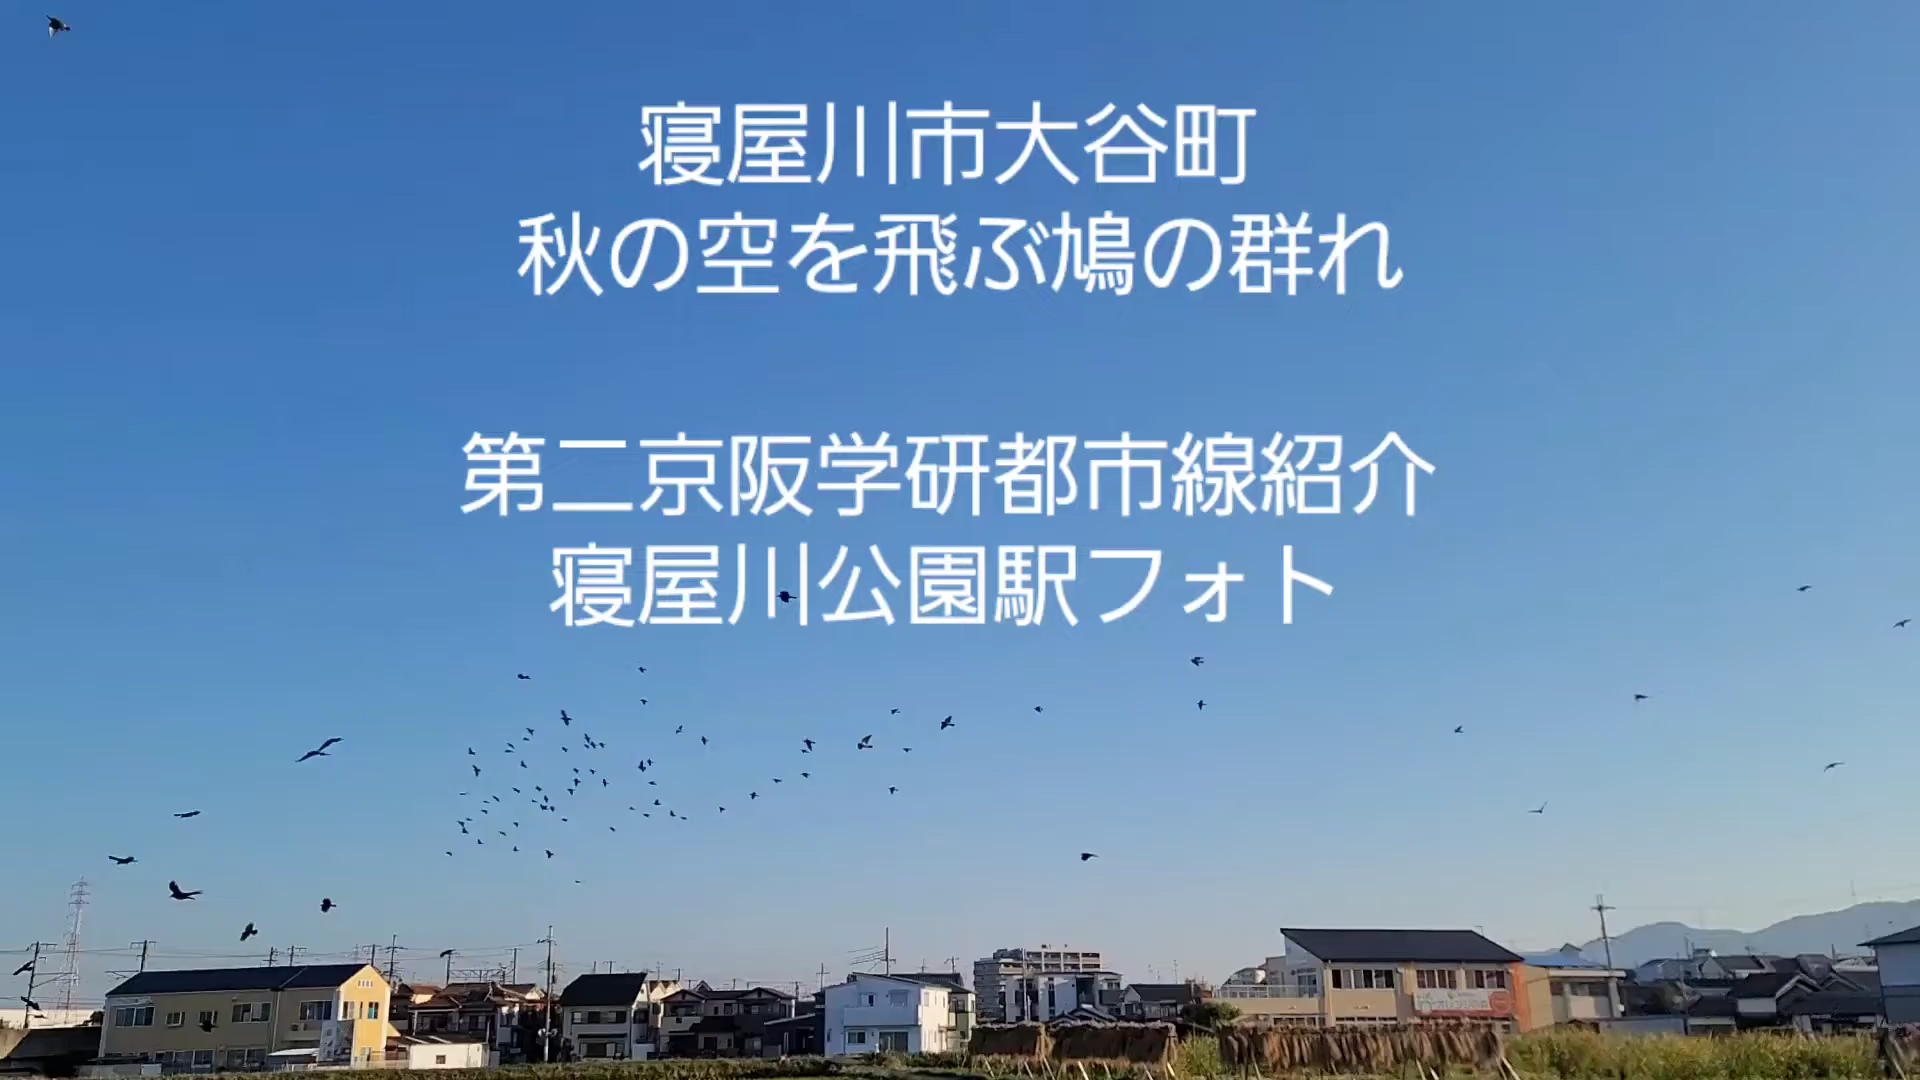 寝屋川市大谷町
秋の空を飛ぶ鳩の群れ
第二京阪学研都市線紹介
寝屋川公園駅フォト